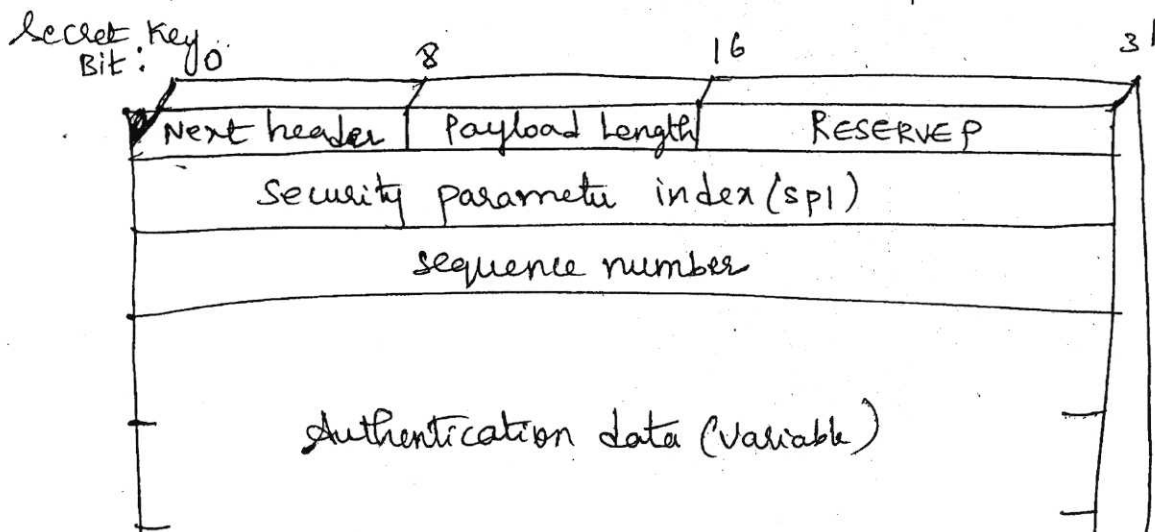 Secret Key
Bit: 0 8 16 31
Next header Payload Length RESERVEP
Security parametu index (SPI)
sequence number
Authentication data (variable)